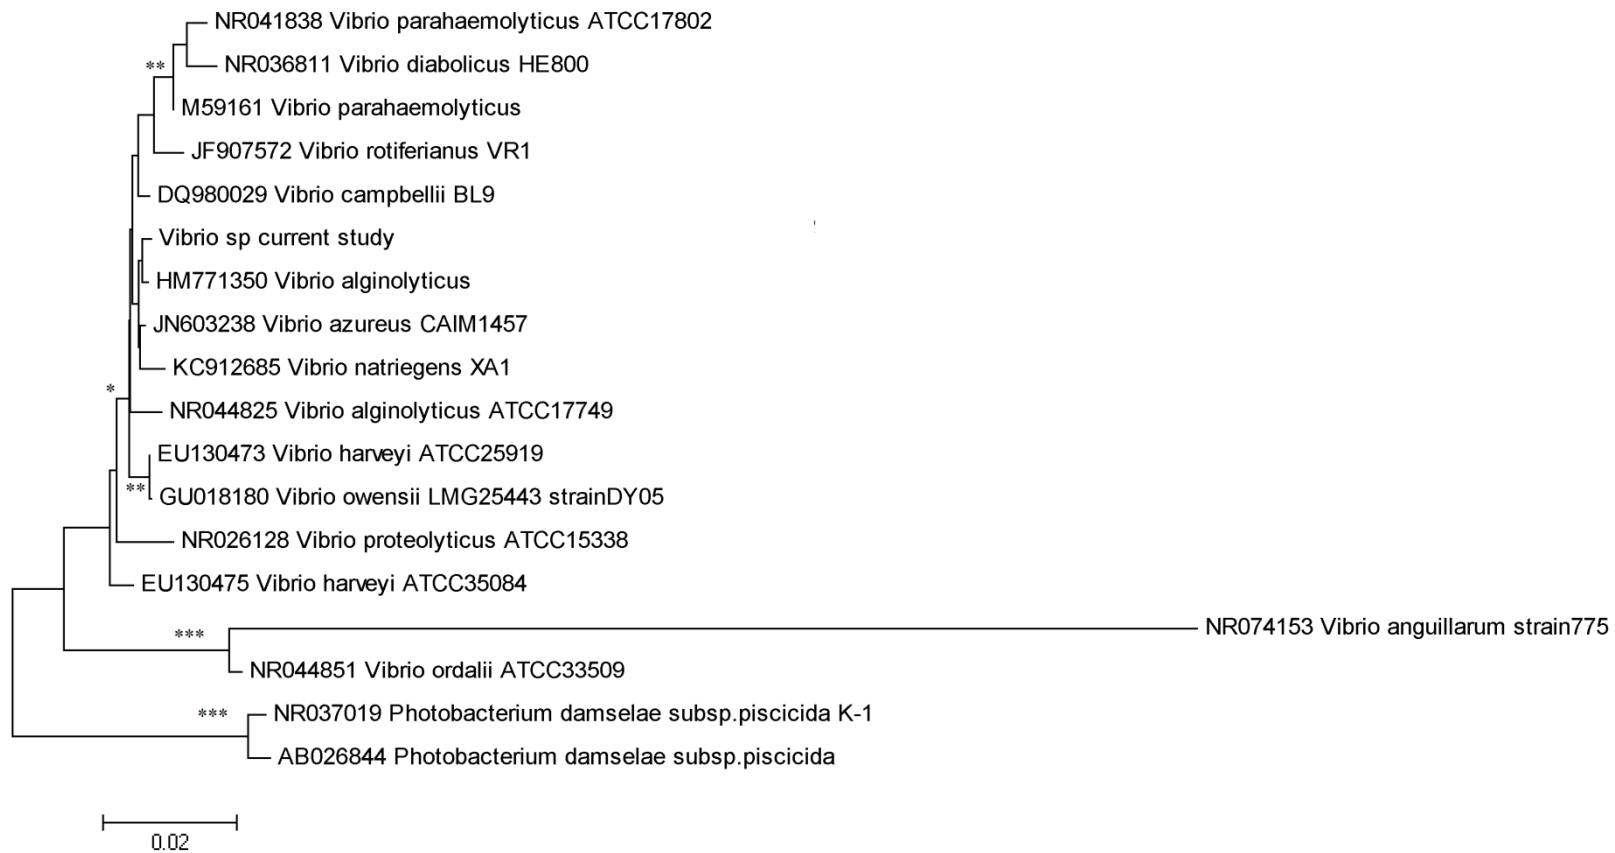 NR041838 Vibrio parahaemolyticus ATCC17802
**
NR036811 Vibrio diabolicus HE800
M59161 Vibrio parahaemolyticus
JF907572 Vibrio rotiferianus VR1
DQ980029 Vibrio campbellii BL9
Vibrio sp current study
HM771350 Vibrio alginolyticus
JN603238 Vibrio azureus CAIM1457
KC912685 Vibrio natriegens XA1
*
NR044825 Vibrio alginolyticus ATCC17749
EU130473 Vibrio harveyi ATCC25919
**
GU018180 Vibrio owensii LMG25443 strainDY05
NR026128 Vibrio proteolyticus ATCC15338
EU130475 Vibrio harveyi ATCC35084
NR074153 Vibrio anguillarum strain775
***
NR044851 Vibrio ordalii ATCC33509
***
NR037019 Photobacterium damselae subsp.piscicida K-1
AB026844 Photobacterium damselae subsp.piscicida
0.02